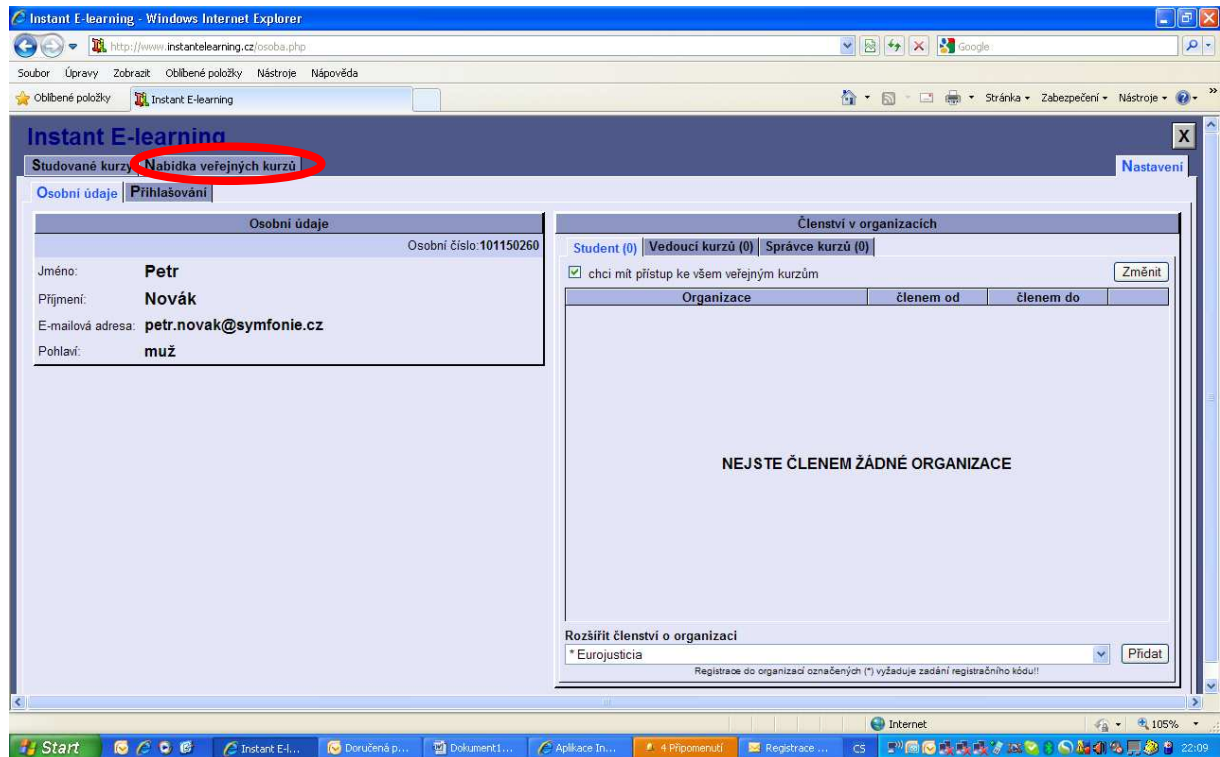 Instant E-learning - Windows Internet Explorer
http://www.instantelearning.cz/osoba.php
Google
Soubor Úpravy Zobrazit Oblíbené položky Nástroje Nápověda
Oblíbené položky Instant E-learning Stránka Zabezpečení Nástroje
Instant E-learning X
Studované kurzy Nabídka veřejných kurzů Nastavení
Osobní údaje Přihlašování
Osobní údaje
Osobní číslo:101150260
Jméno: Petr
Příjmení: Novák
E-mailová adresa: petr.novak@symfonie.cz
Pohlaví: muž
Členství v organizacích
Student (0) Vedoucí kurzů (0) Správce kurzů (0)
chci mít přístup ke všem veřejným kurzům Změnit
Organizace členem od členem do
NEJSTE ČLENEM ŽÁDNÉ ORGANIZACE
Rozšířit členství o organizaci
* Eurojusticia Přidat
Registrace do organizací označených (*) vyžaduje zadání registračního kódu!!
Internet 105%
Start Instant E-l... Doručená p... Dokument1... Aplikace In... 4 Připomenutí Registrace ... CS 22:09